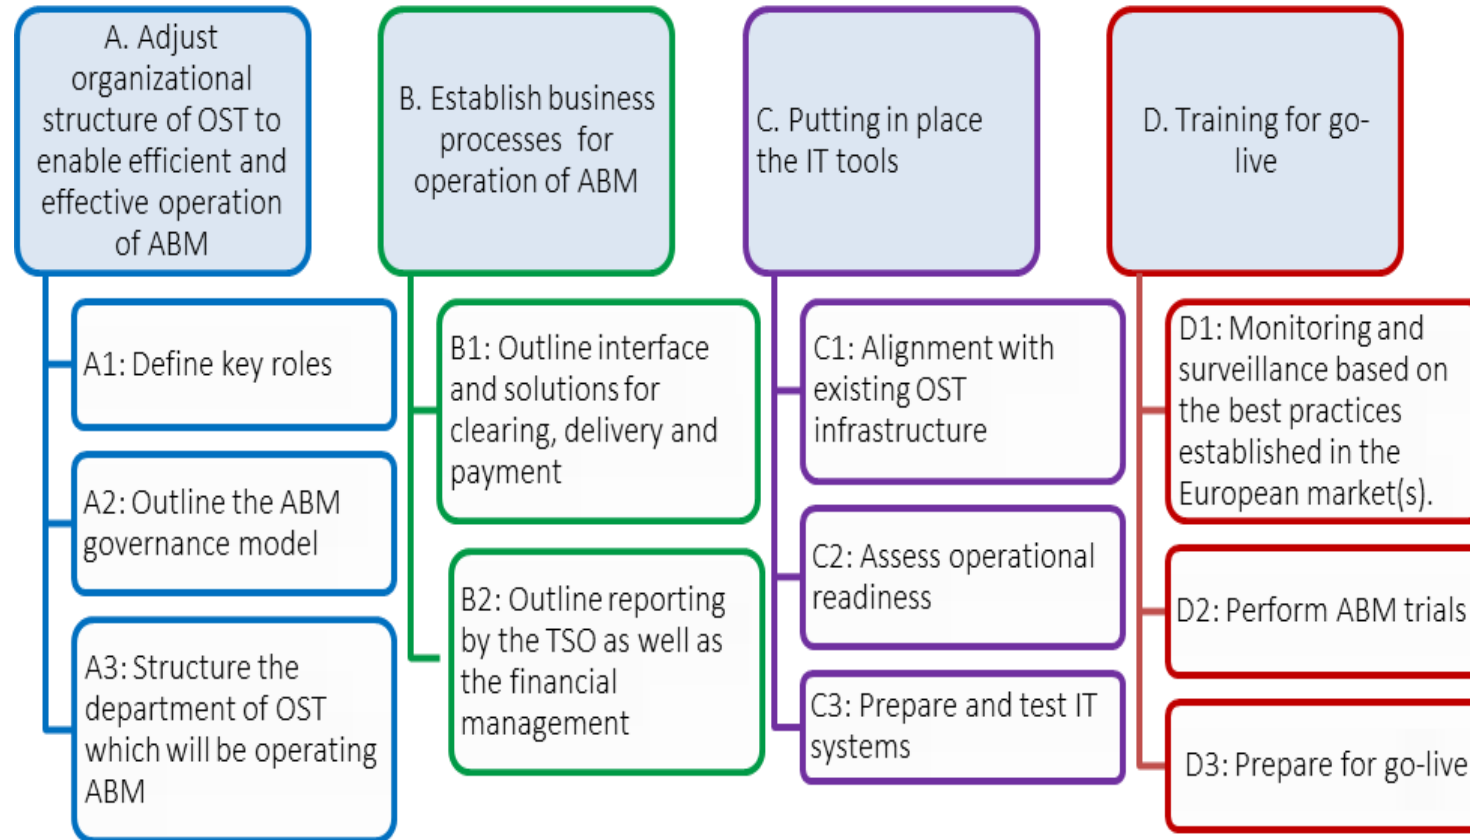 A. Adjust
organizational
structure of OST to
enable efficient and
effective operation
of ABM
A1: Define key roles
A2: Outline the ABM
governance model
A3: Structure the
department of OST
which will be operating
ABM
B. Establish business
processes for
operation of ABM
B1: Outline interface
and solutions for
clearing, delivery and
payment
B2: Outline reporting
by the TSO as well as
the financial
management
C. Putting in place
the IT tools
C1: Alignment with
existing OST
infrastructure
C2: Assess operational
readiness
C3: Prepare and test IT
systems
D. Training for go-
live
D1: Monitoring and
surveillance based on
the best practices
established in the
European market(s).
D2: Perform ABM trials
D3: Prepare for go-live